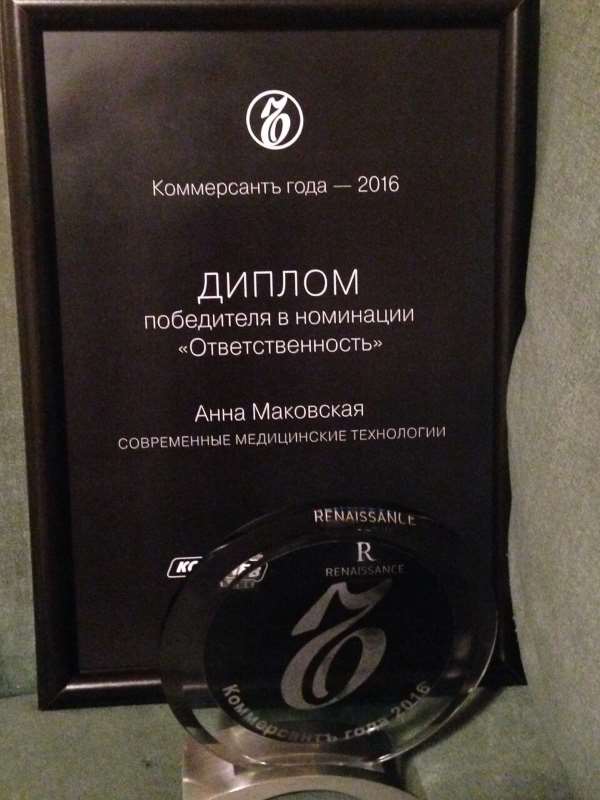 Коммерсантъ года — 2016
ДИПЛОМ
победителя в номинации
«Ответственность»
Анна Маковская
СОВРЕМЕННЫЕ МЕДИЦИНСКИЕ ТЕХНОЛОГИИ
RENAISSANCE
R
RENAISSANCE
Коммерсантъ года 2016